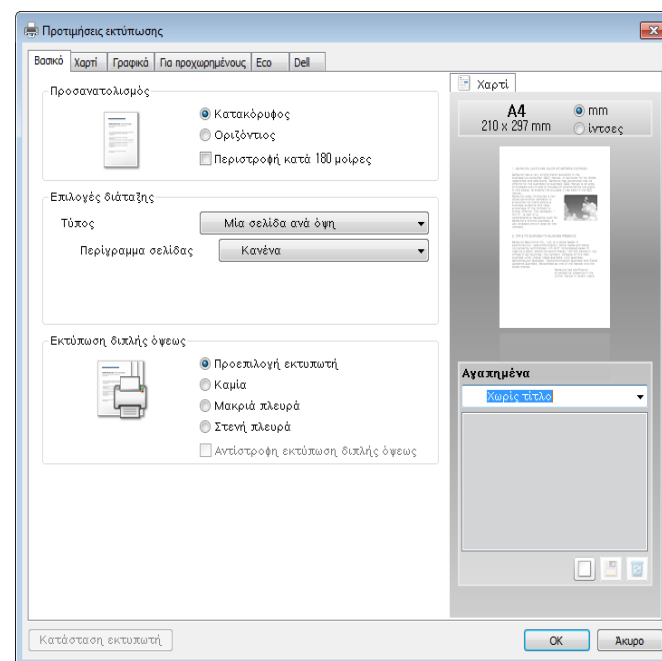 Προτιμήσεις εκτύπωσης
Βασικό Χαρτί Γραφικά Για προχωρημένους Eco Dell
Προσανατολισμός
Κατακόρυφος
Οριζόντιος
Περιστροφή κατά 180 μοίρες
Επιλογές διάταξης
Τύπος Μία σελίδα ανά όψη
Περίγραμμα σελίδας Κανένα
Εκτύπωση διπλής όψεως
Προεπιλογή εκτυπωτή
Καμία
Μακριά πλευρά
Στενή πλευρά
Αντίστροφη εκτύπωση διπλής όψεως
Χαρτί
A4
210 x 297 mm
mm
ίντσες
Αγαπημένα
Χωρίς τίτλο
Κατάσταση εκτυπωτή
OK Άκυρο